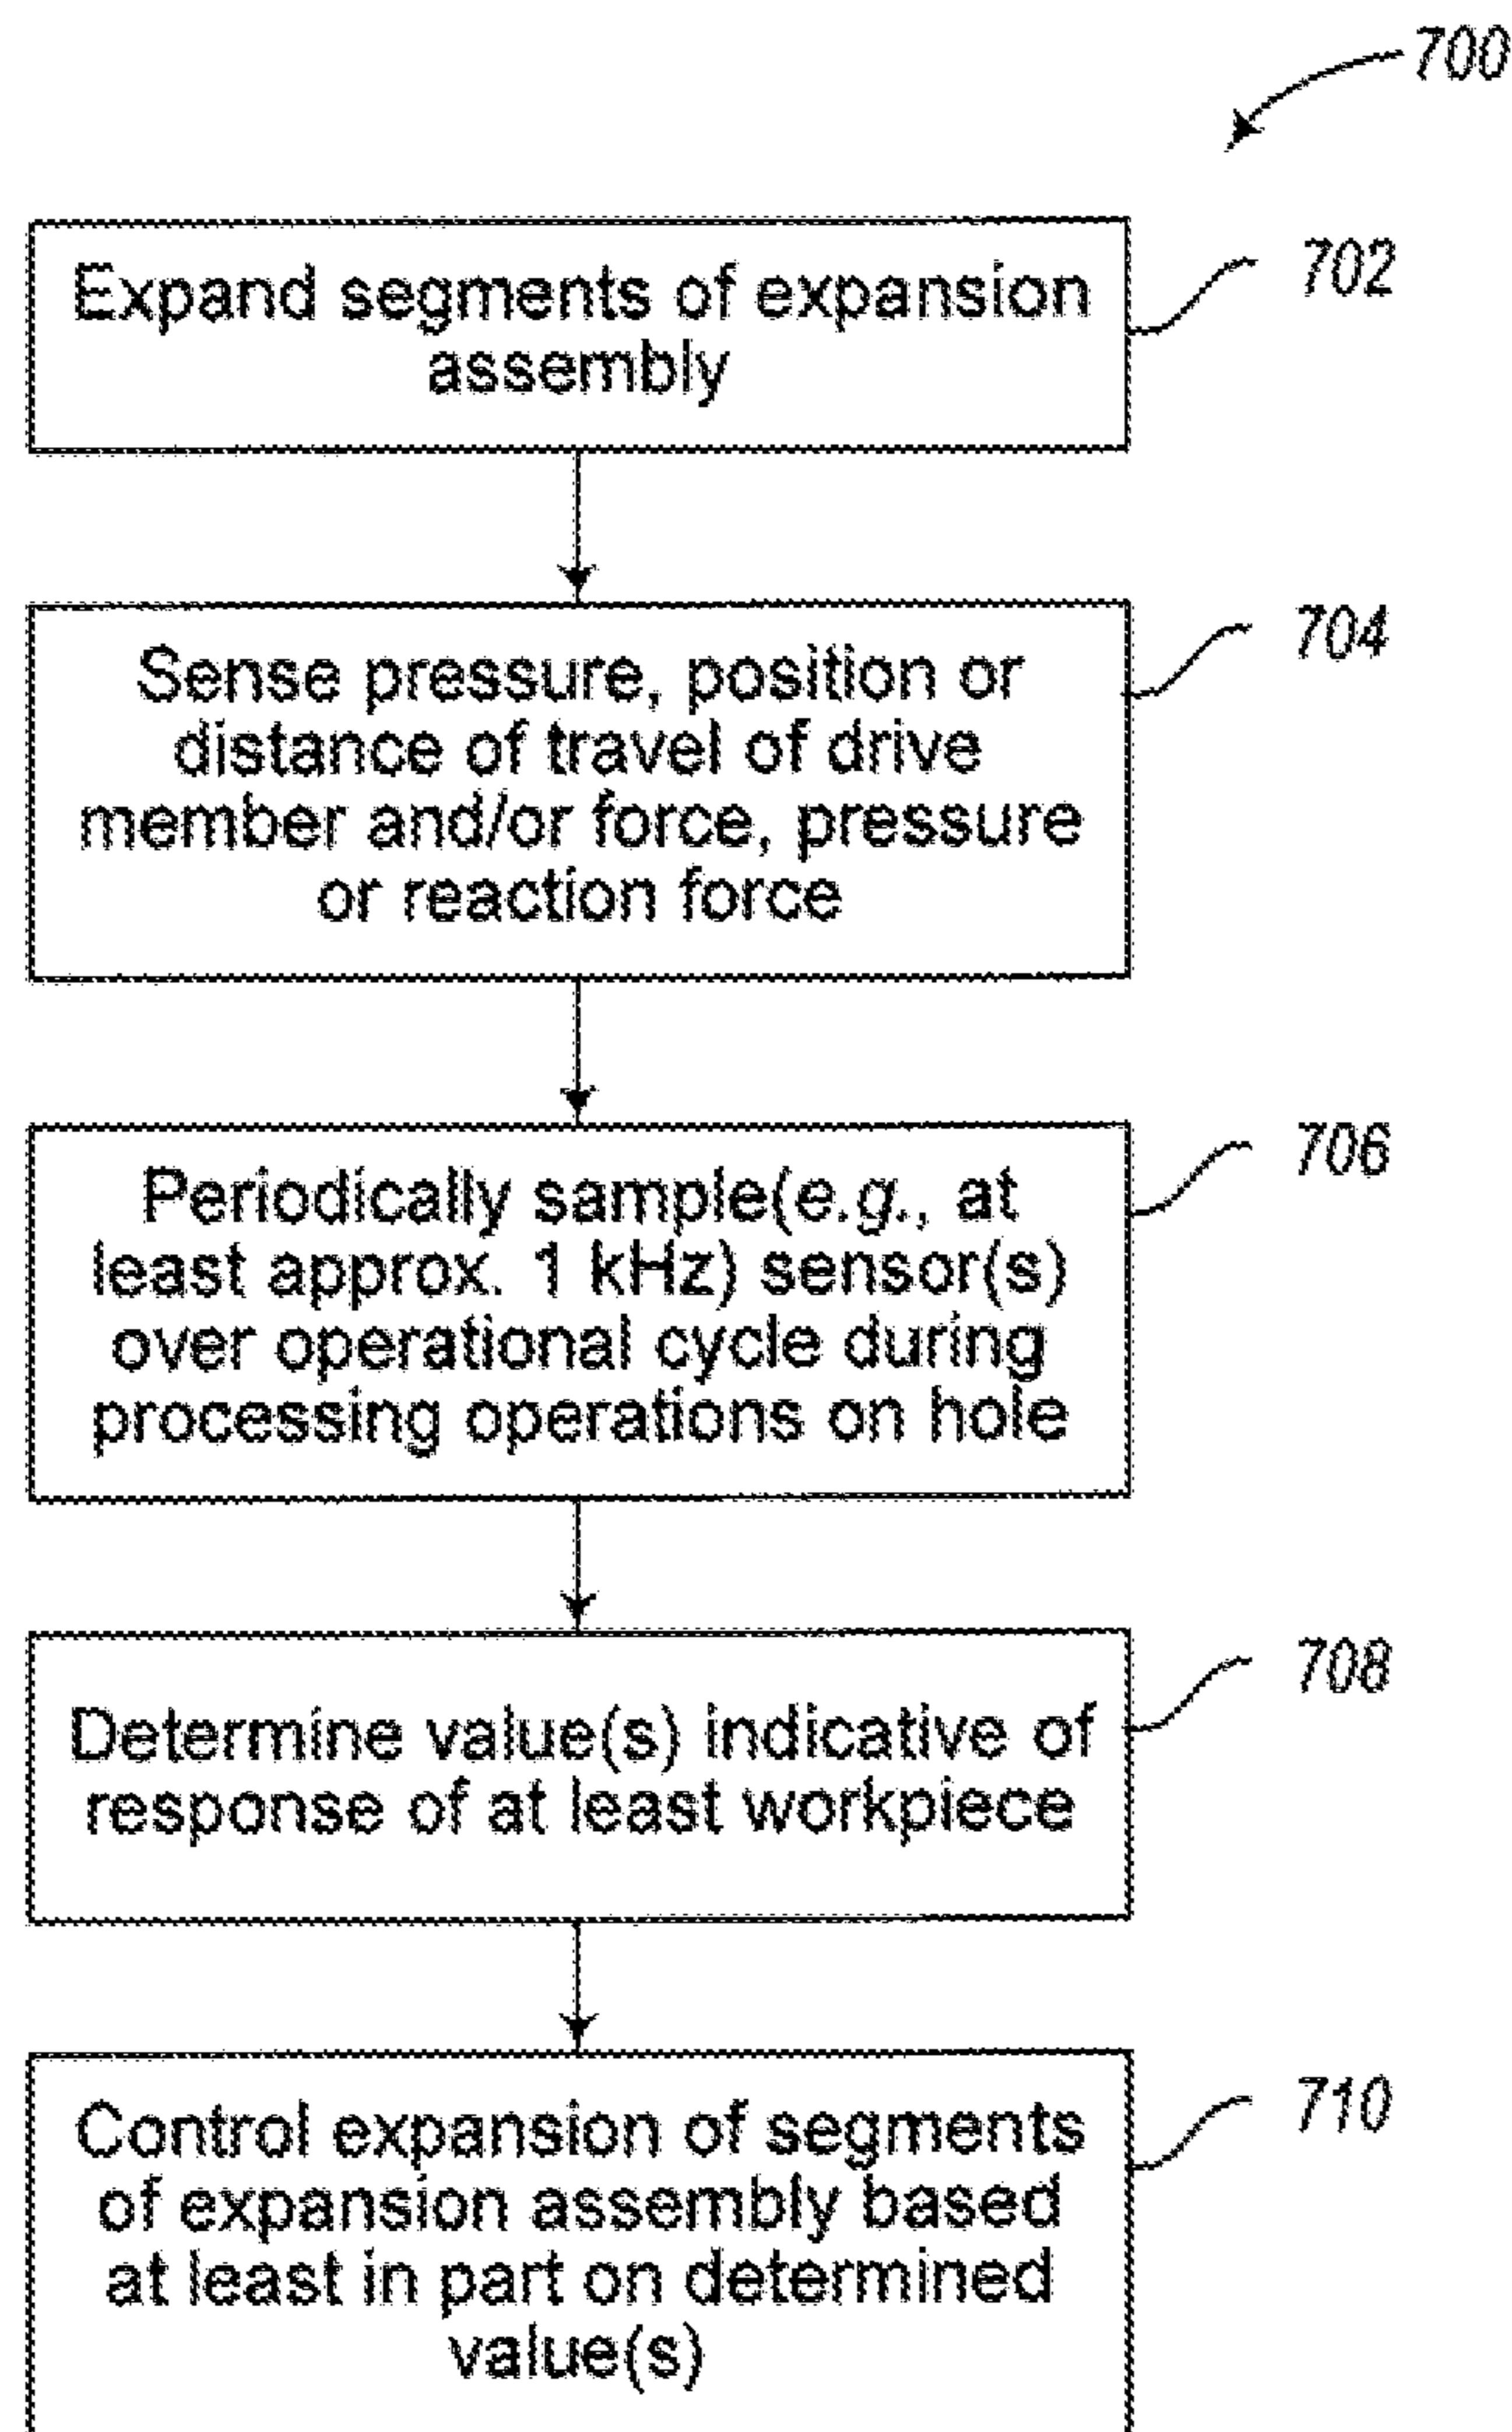 700
Expand segments of expansion
assembly
702
Sense pressure, position or
distance of travel of drive
member and/or force, pressure
or reaction force
704
Periodically sample(e.g., at
least approx. 1 kHz) sensor(s)
over operational cycle during
processing operations on hole
706
Determine value(s) indicative of
response of at least workpiece
708
Control expansion of segments
of expansion assembly based
at least in part on determined
value(s)
710